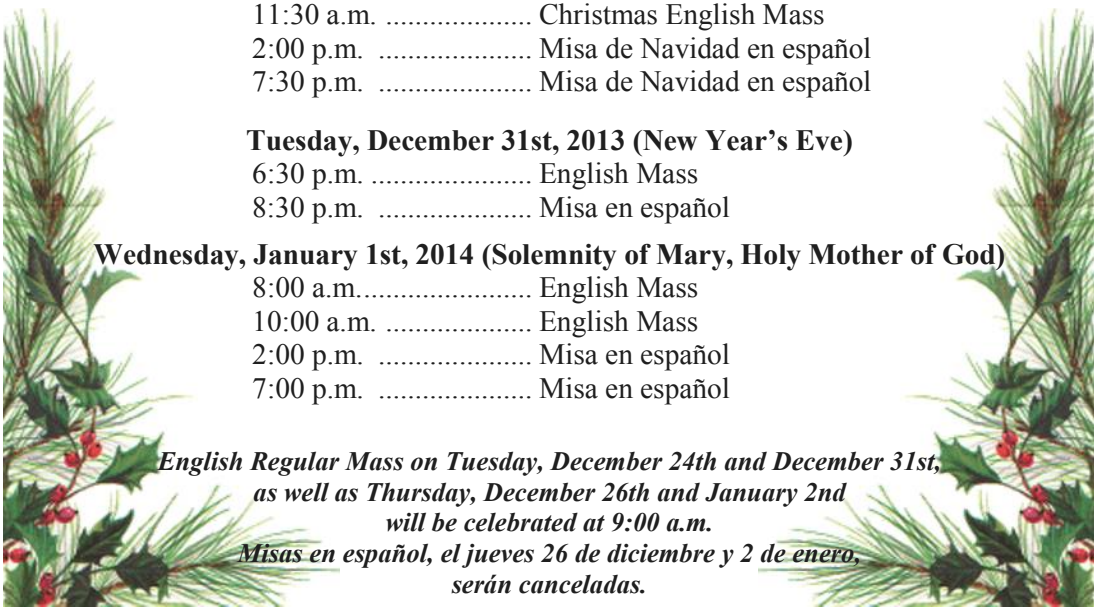 11:30 a.m. ..................... Christmas English Mass
2:00 p.m. ...................... Misa de Navidad en español
7:30 p.m. ...................... Misa de Navidad en español
Tuesday, December 31st, 2013 (New Year’s Eve)
6:30 p.m. ....................... English Mass
8:30 p.m. ...................... Misa en español
Wednesday, January 1st, 2014 (Solemnity of Mary, Holy Mother of God)
8:00 a.m......................... English Mass
10:00 a.m. ..................... English Mass
2:00 p.m. ...................... Misa en español
7:00 p.m. ...................... Misa en español
English Regular Mass on Tuesday, December 24th and December 31st,
as well as Thursday, December 26th and January 2nd
will be celebrated at 9:00 a.m.
Misas en español, el jueves 26 de diciembre y 2 de enero,
serán canceladas.